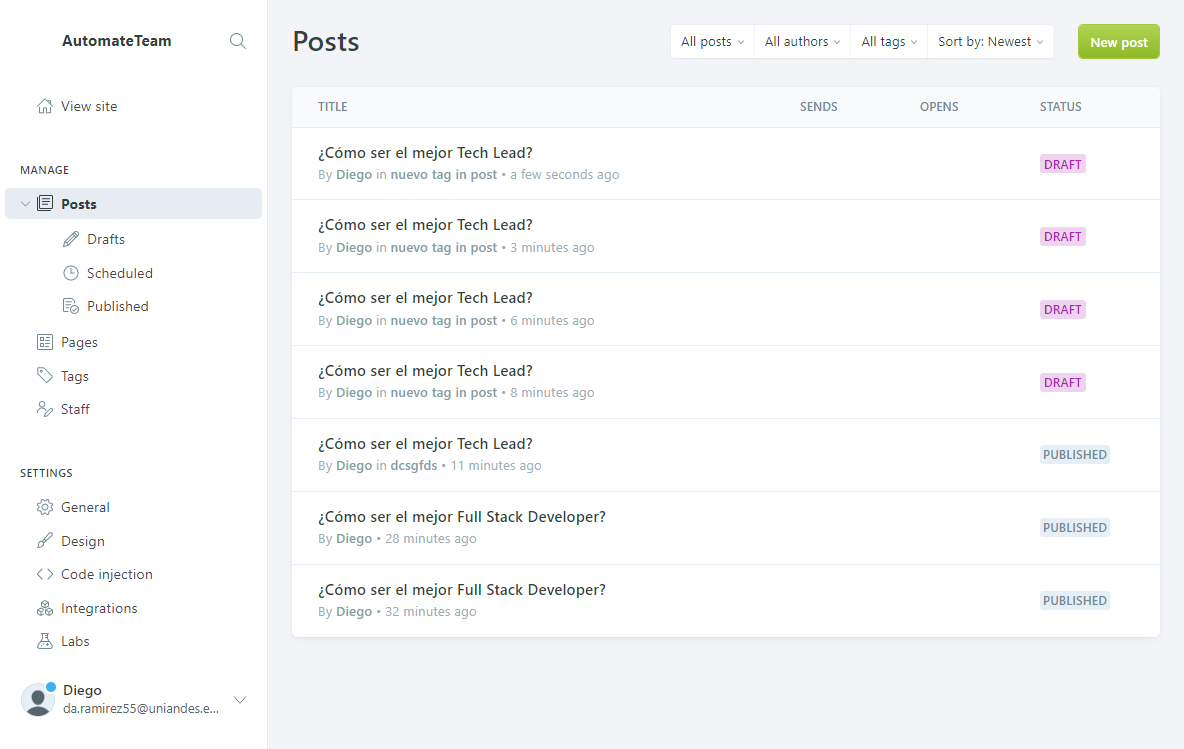 AutomateTeam
View site
MANAGE
Posts
Drafts
Scheduled
Published
Pages
Tags
Staff
SETTINGS
General
Design
Code injection
Integrations
Labs
Diego
da.ramirez55@uniandes.e...
Posts
All posts All authors All tags Sort by: Newest New post
TITLE SENDS OPENS STATUS
¿Cómo ser el mejor Tech Lead?
By Diego in nuevo tag in post • a few seconds ago
DRAFT
¿Cómo ser el mejor Tech Lead?
By Diego in nuevo tag in post • 3 minutes ago
DRAFT
¿Cómo ser el mejor Tech Lead?
By Diego in nuevo tag in post • 6 minutes ago
DRAFT
¿Cómo ser el mejor Tech Lead?
By Diego in nuevo tag in post • 8 minutes ago
DRAFT
¿Cómo ser el mejor Tech Lead?
By Diego in dcsgfds • 11 minutes ago
PUBLISHED
¿Cómo ser el mejor Full Stack Developer?
By Diego • 28 minutes ago
PUBLISHED
¿Cómo ser el mejor Full Stack Developer?
By Diego • 32 minutes ago
PUBLISHED